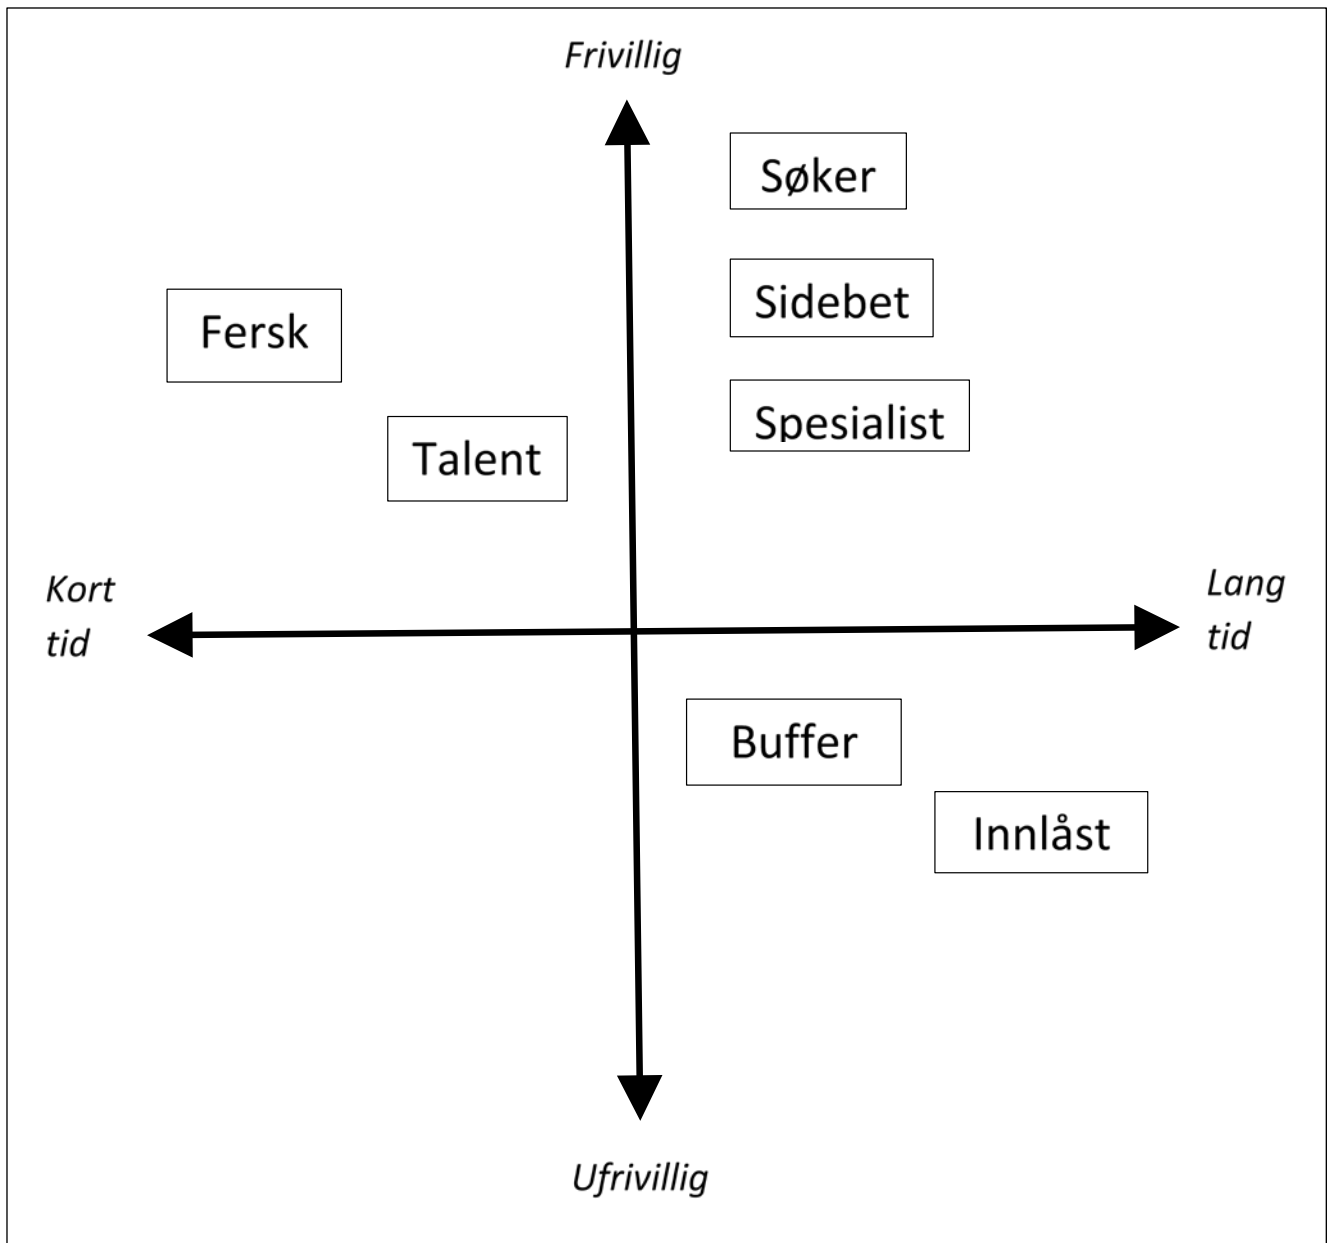 Frivillig
Søker
Sidebet
Fersk
Spesialist
Talent
Kort
tid
Lang
tid
Buffer
Innlåst
Ufrivillig